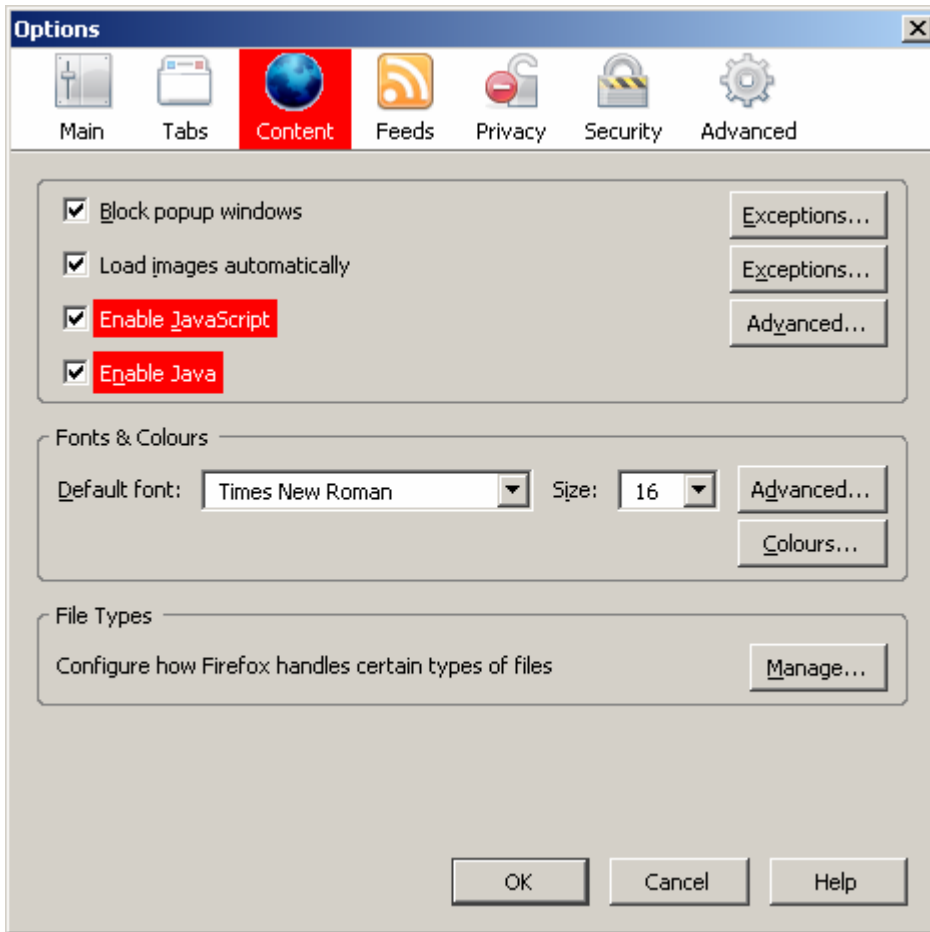 Options
Main Tabs Content Feeds Privacy Security Advanced
Block popup windows Exceptions...
Load images automatically Exceptions...
Enable JavaScript Advanced...
Enable Java
Fonts & Colours
Default font: Times New Roman Size: 16 Advanced...
Colours...
File Types
Configure how Firefox handles certain types of files Manage...
OK Cancel Help